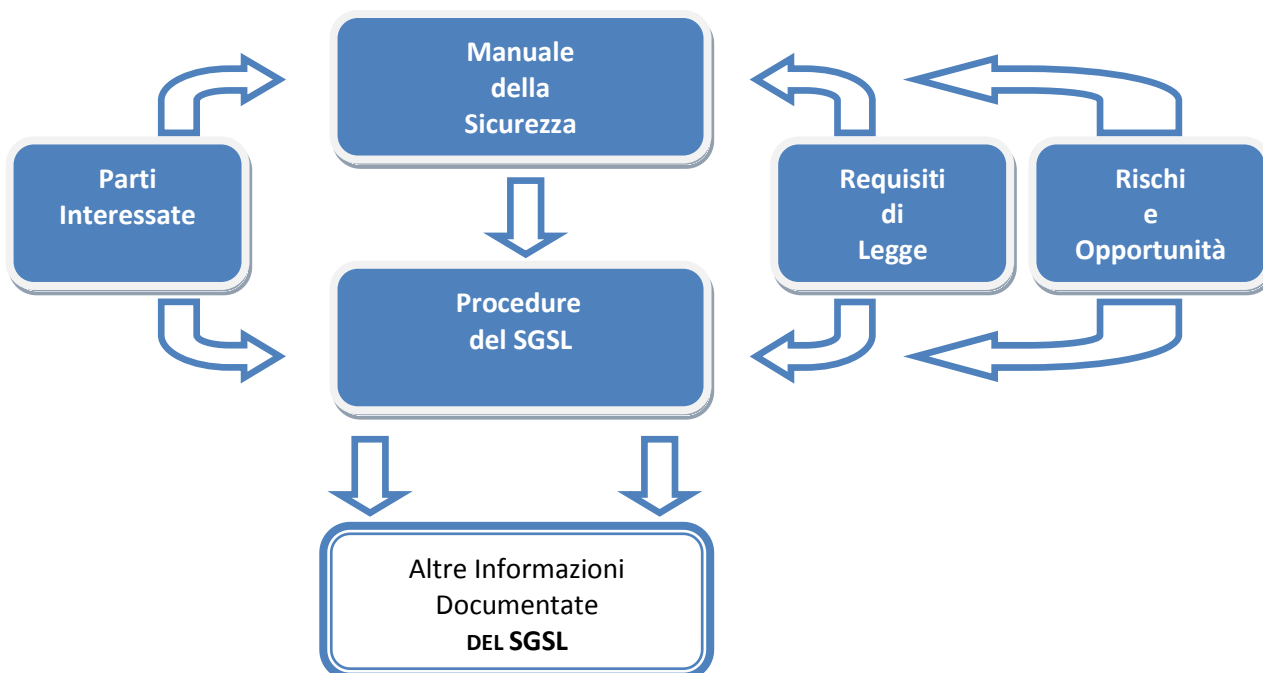 Manuale
della
Sicurezza
Parti
Interessate
Requisiti
di
Legge
Rischi
e
Opportunità
Procedure
del SGSL
Altre Informazioni
Documentate
DEL SGSL